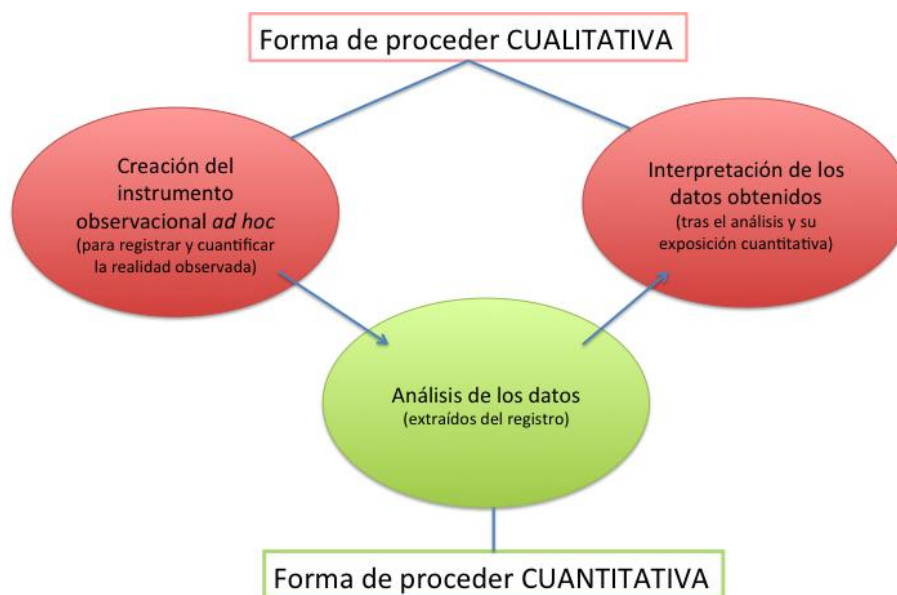 Forma de proceder CUALITATIVA
Creación del
instrumento
observacional ad hoc
(para registrar y cuantificar
la realidad observada)
Interpretación de los
datos obtenidos
(tras el análisis y su
exposición cuantitativa)
Análisis de los datos
(extraídos del registro)
Forma de proceder CUANTITATIVA